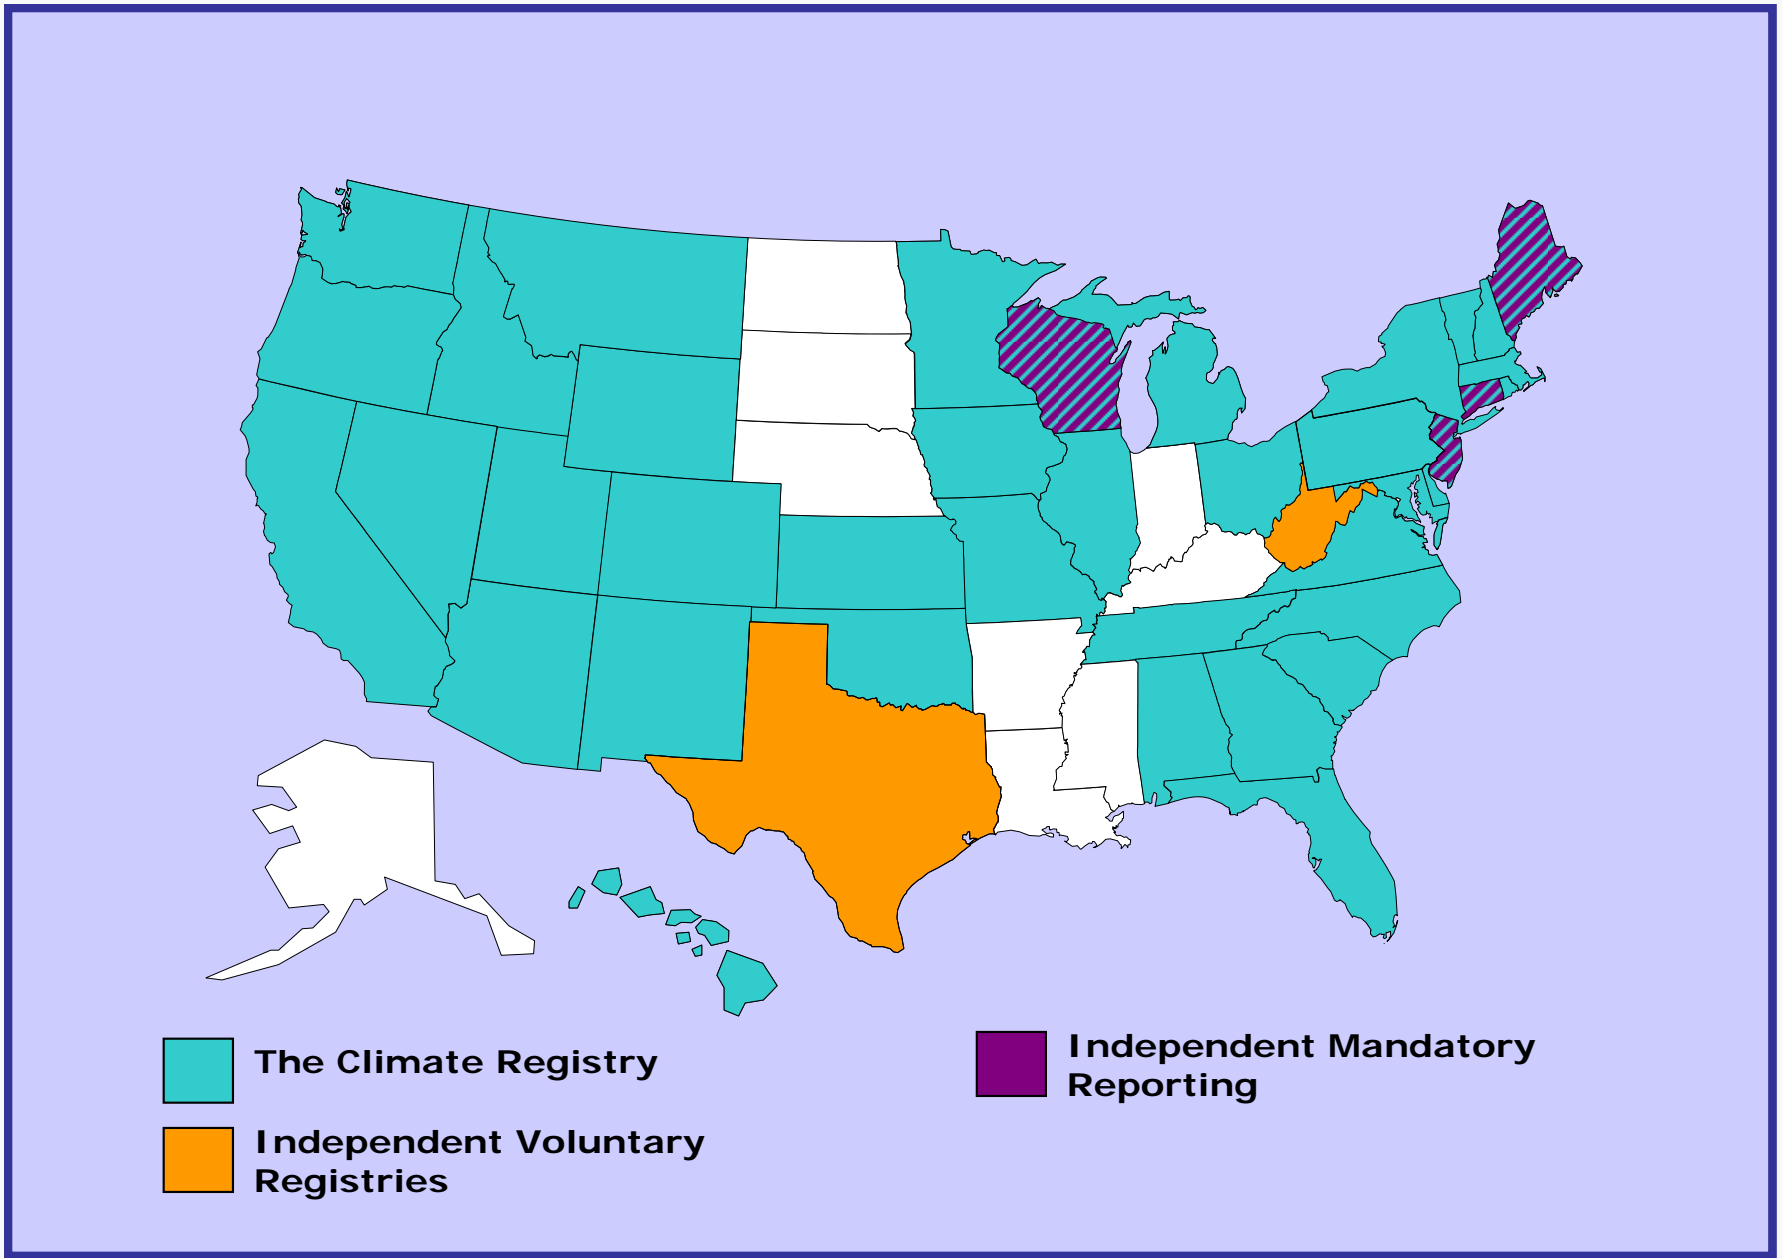 The Climate Registry
Independent Voluntary
Registries
Independent Mandatory
Reporting